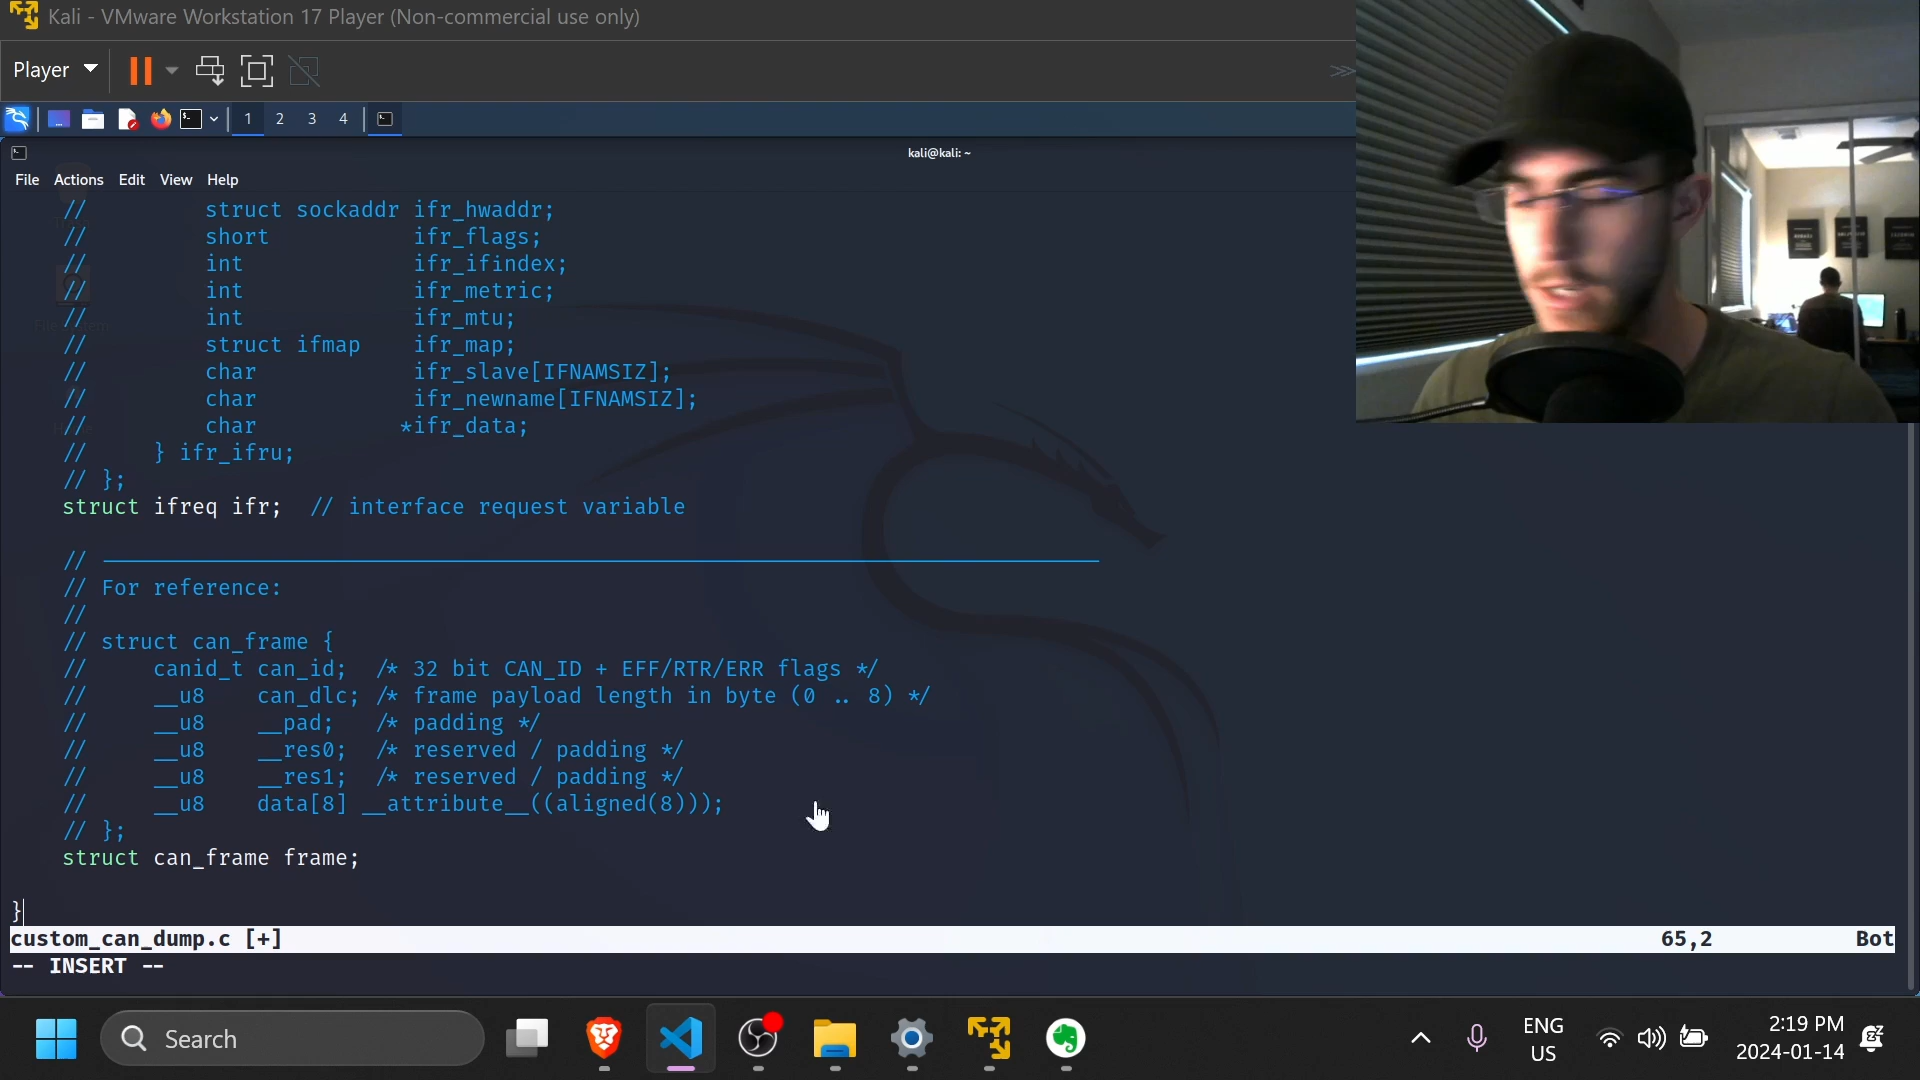 Kali - VMware Workstation 17 Player (Non-commercial use only)
Player
1 2 3 4
kali@kali: ~
File Actions Edit View Help
// struct sockaddr ifr_hwaddr;
// short ifr_flags;
// int ifr_ifindex;
// int ifr_metric;
// int ifr_mtu;
// struct ifmap ifr_map;
// char ifr_slave[IFNAMSIZ];
// char ifr_newname[IFNAMSIZ];
// char *ifr_data;
// } ifr_ifru;
// };
struct ifreq ifr; // interface request variable
//
// For reference:
//
// struct can_frame {
// canid_t can_id; /* 32 bit CAN_ID + EFF/RTR/ERR flags */
// __u8 can_dlc; /* frame payload length in byte (0 .. 8) */
// __u8 __pad; /* padding */
// __u8 __res0; /* reserved / padding */
// __u8 __res1; /* reserved / padding */
// __u8 data[8] __attribute__((aligned(8)));
// };
struct can_frame frame;
}
custom_can_dump.c [+] 65,2 Bot
-- INSERT --
Search
ENG
US
2:19 PM
2024-01-14